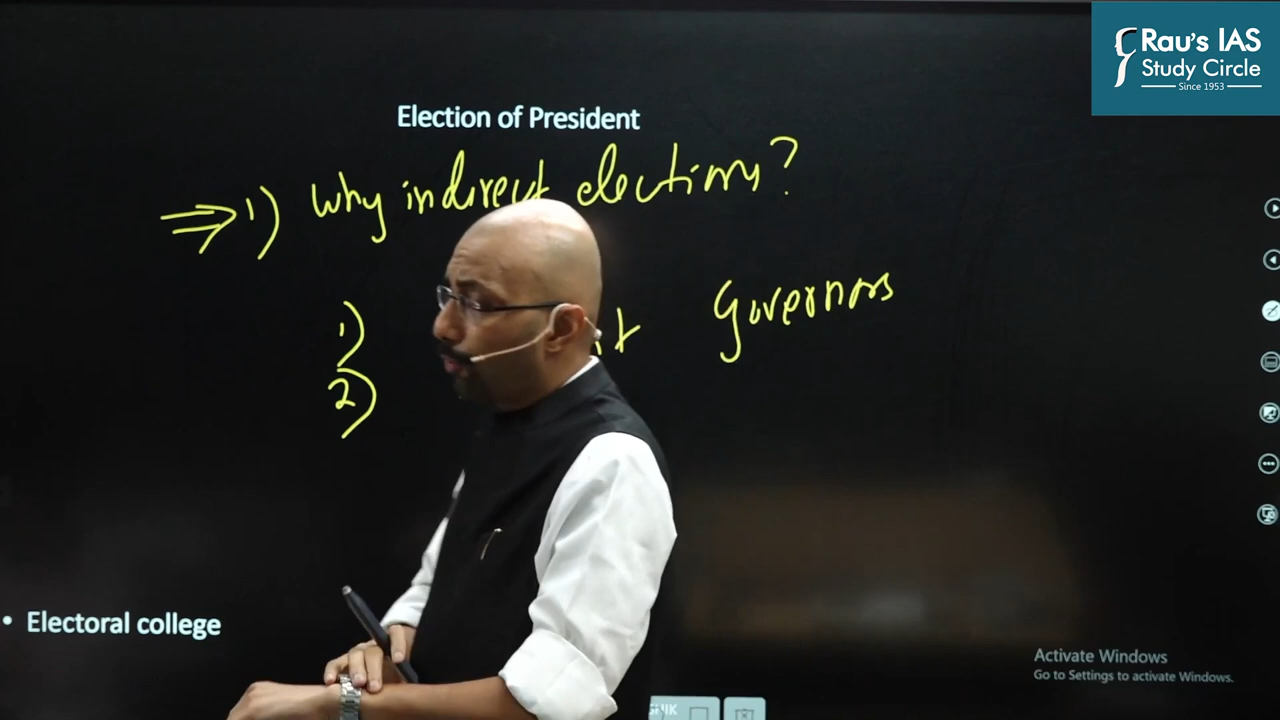 Rau's IAS
Study Circle
Since 1953
Election of President
⇒ 1) Why indirect elections?
1) Governors
2)
• Electoral college
Activate Windows
Go to Settings to activate Windows.